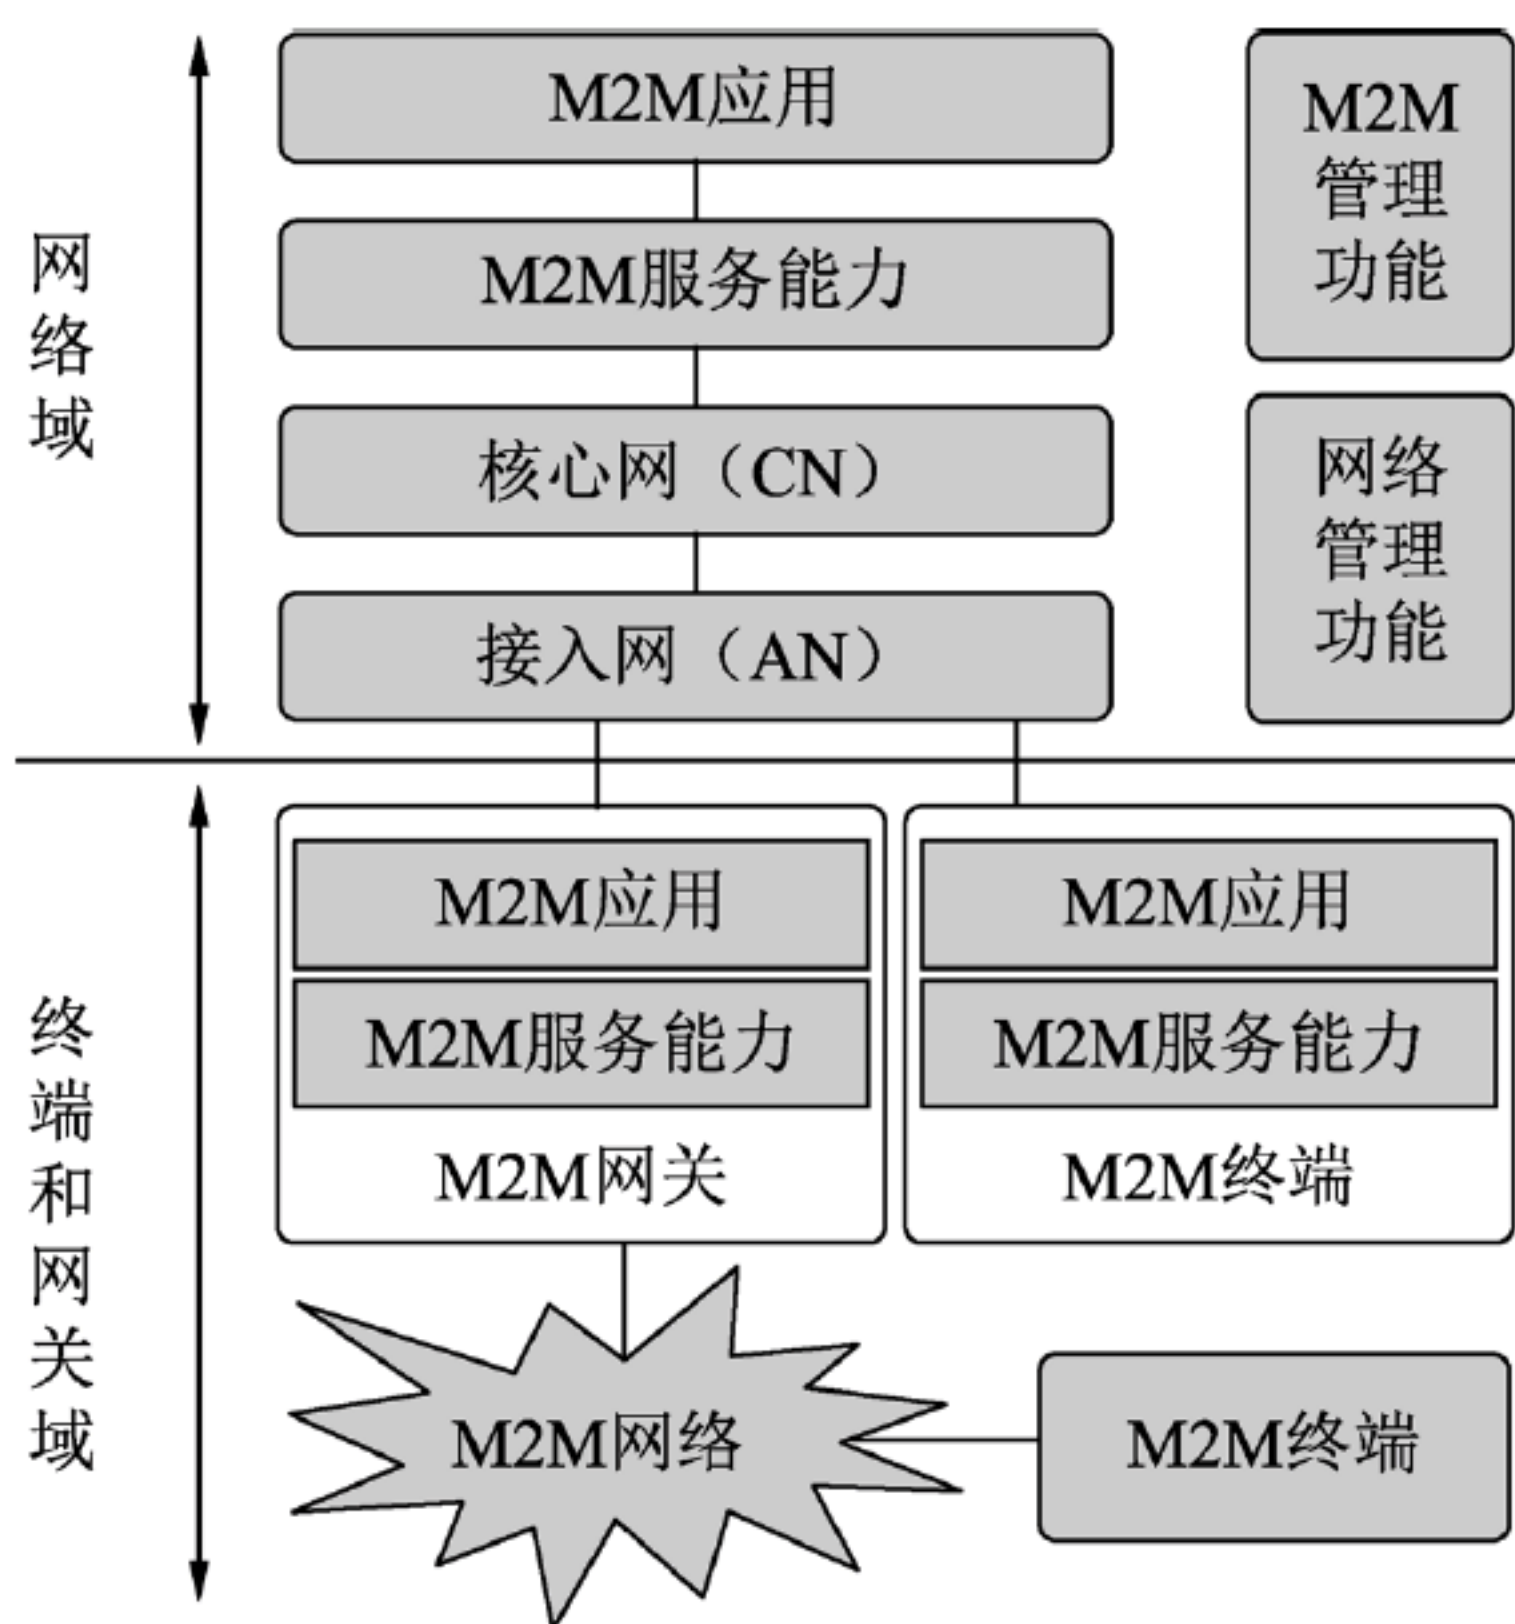 网络域
M2M应用
M2M服务能力
核心网（CN）
接入网（AN）
M2M
管理
功能
网络
管理
功能
终端和网关域
M2M应用
M2M服务能力
M2M网关
M2M应用
M2M服务能力
M2M终端
M2M网络
M2M终端